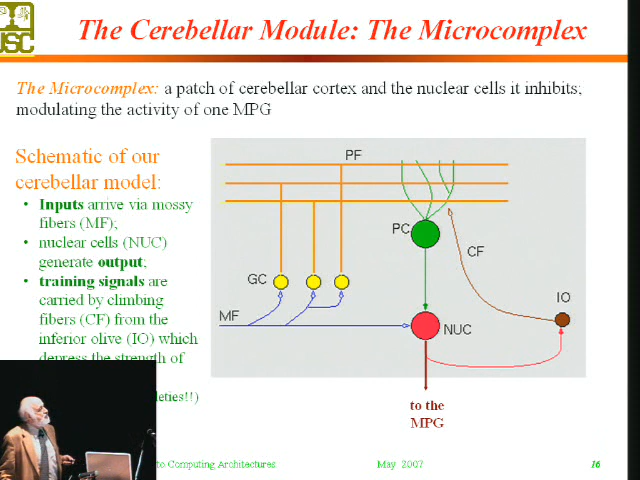 USC
The Cerebellar Module: The Microcomplex
The Microcomplex: a patch of cerebellar cortex and the nuclear cells it inhibits;
modulating the activity of one MPG
Schematic of our
cerebellar model:
• Inputs arrive via mossy
fibers (MF);
• nuclear cells (NUC)
generate output;
• training signals are
carried by climbing
fibers (CF) from the
inferior olive (IO) which
depress the strength of
PF
PC
CF
GC
IO
MF
NUC
to the
MPG
to Computing Architectures
May 2007
16